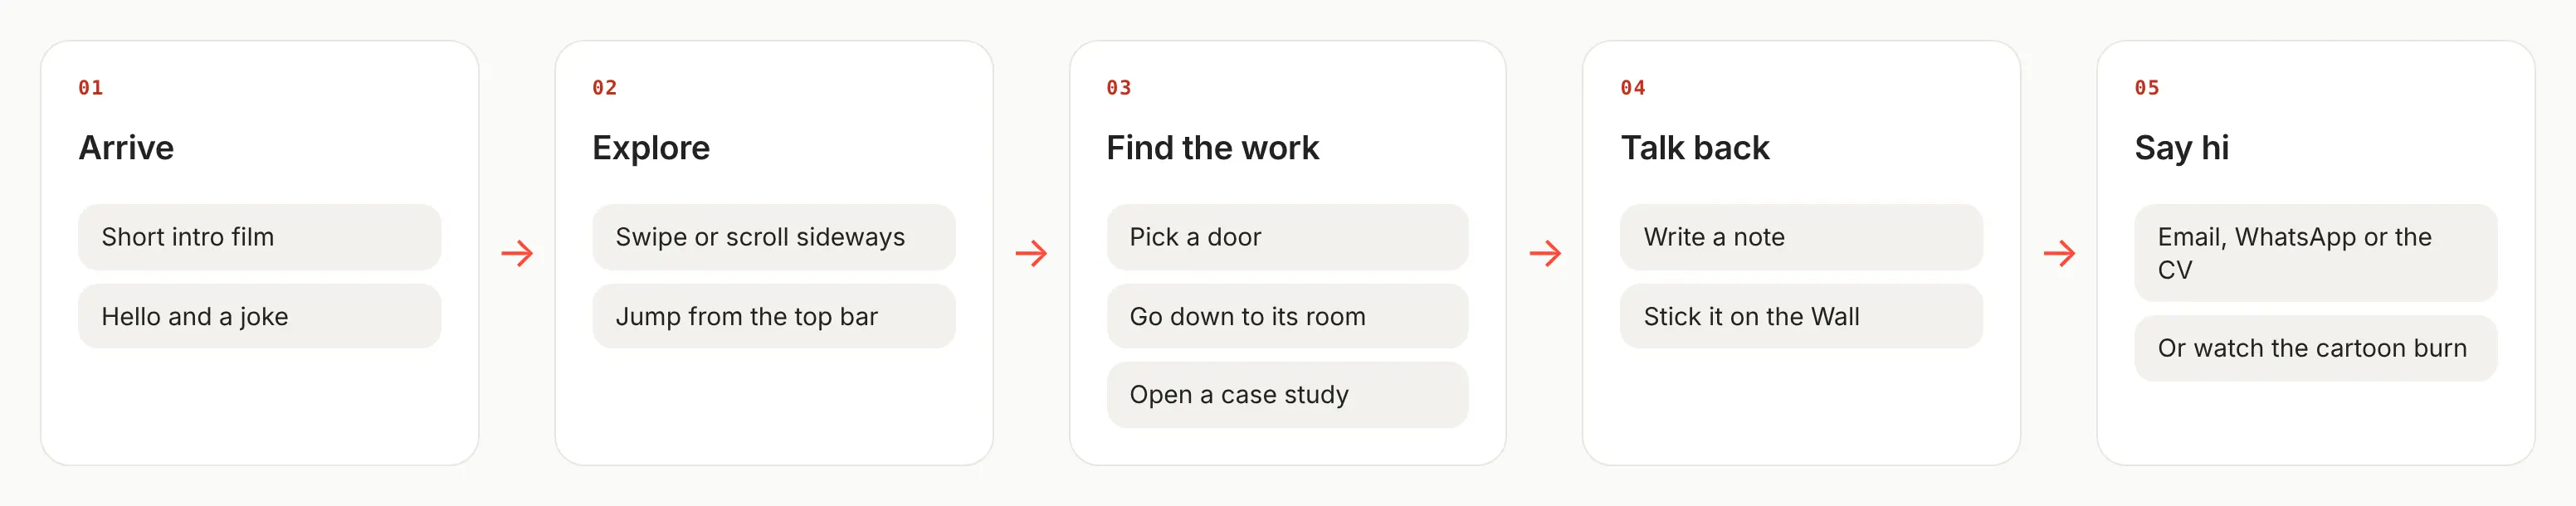 01
Arrive
Short intro film
Hello and a joke
02
Explore
Swipe or scroll sideways
Jump from the top bar
03
Find the work
Pick a door
Go down to its room
Open a case study
04
Talk back
Write a note
Stick it on the Wall
05
Say hi
Email, WhatsApp or the
CV
Or watch the cartoon burn